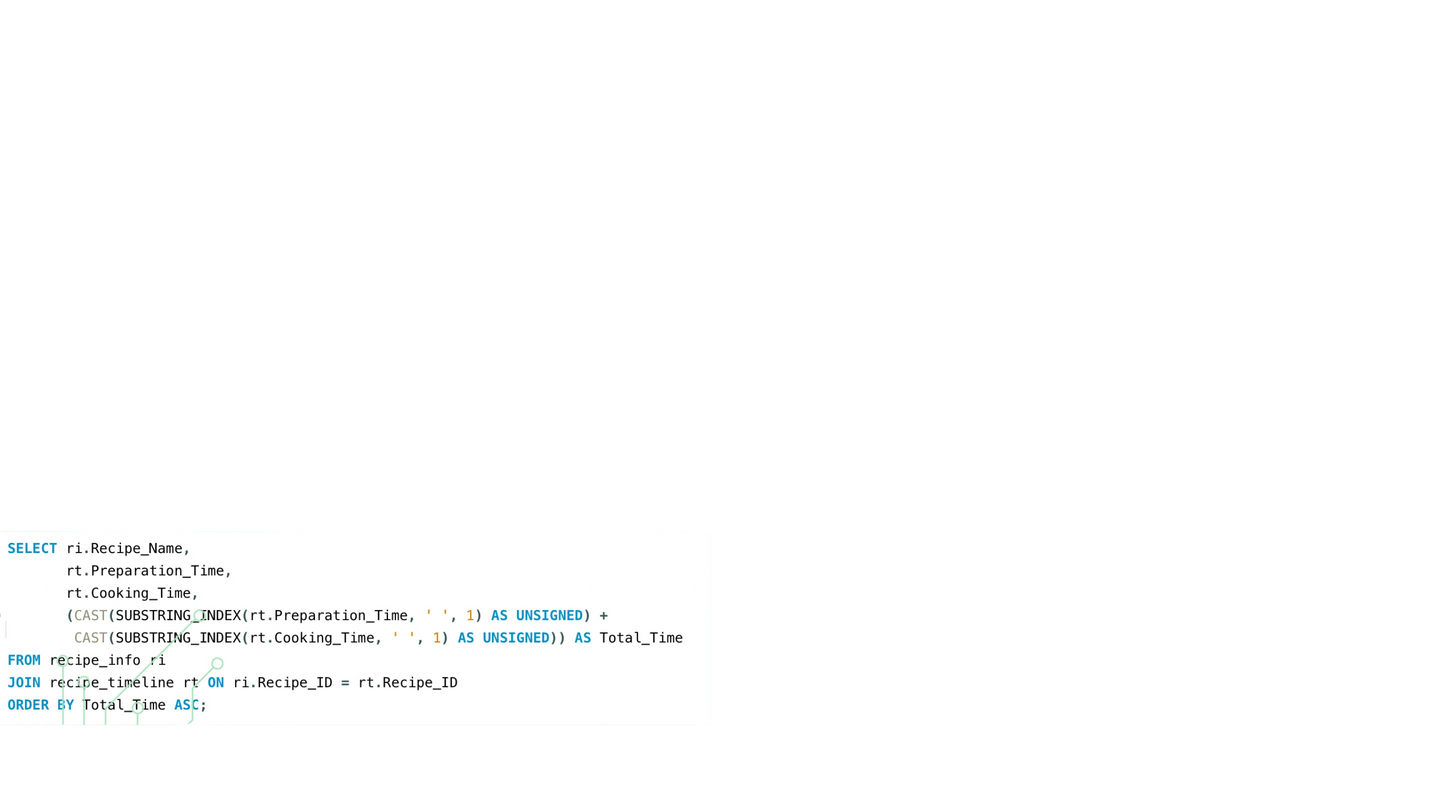 SELECT ri.Recipe_Name,
       rt.Preparation_Time,
       rt.Cooking_Time,
       (CAST(SUBSTRING_INDEX(rt.Preparation_Time, ' ', 1) AS UNSIGNED) +
        CAST(SUBSTRING_INDEX(rt.Cooking_Time, ' ', 1) AS UNSIGNED)) AS Total_Time
FROM recipe_info ri
JOIN recipe_timeline rt ON ri.Recipe_ID = rt.Recipe_ID
ORDER BY Total_Time ASC;